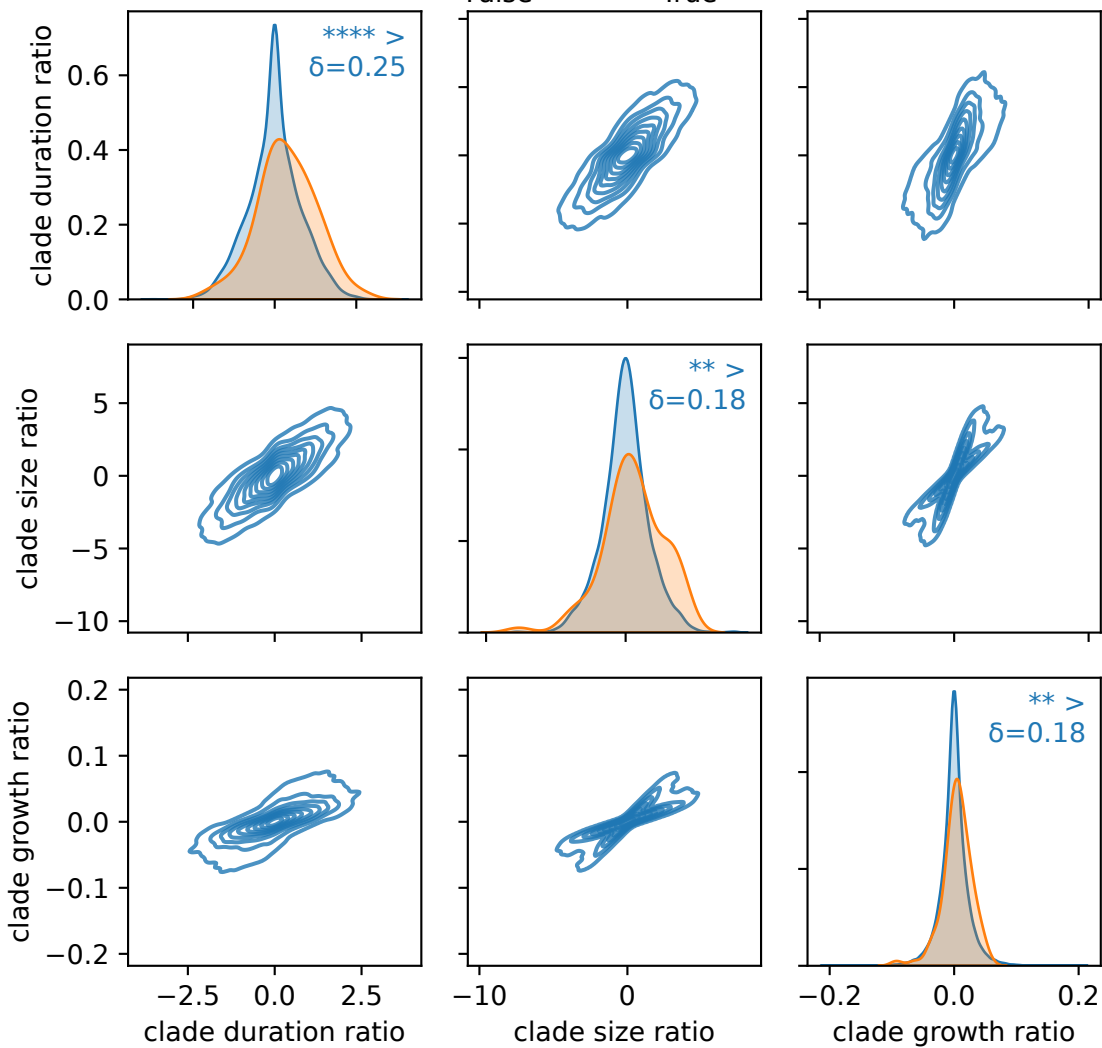 clade duration ratio
0.6
0.4
0.2
0.0
**** >
δ=0.25
clade size ratio
5
0
−5
−10
** >
δ=0.18
clade growth ratio
0.2
0.1
0.0
−0.1
−0.2
** >
δ=0.18
−2.5 0.0 2.5
−10 0
−0.2 0.0 0.2
clade duration ratio
clade size ratio
clade growth ratio